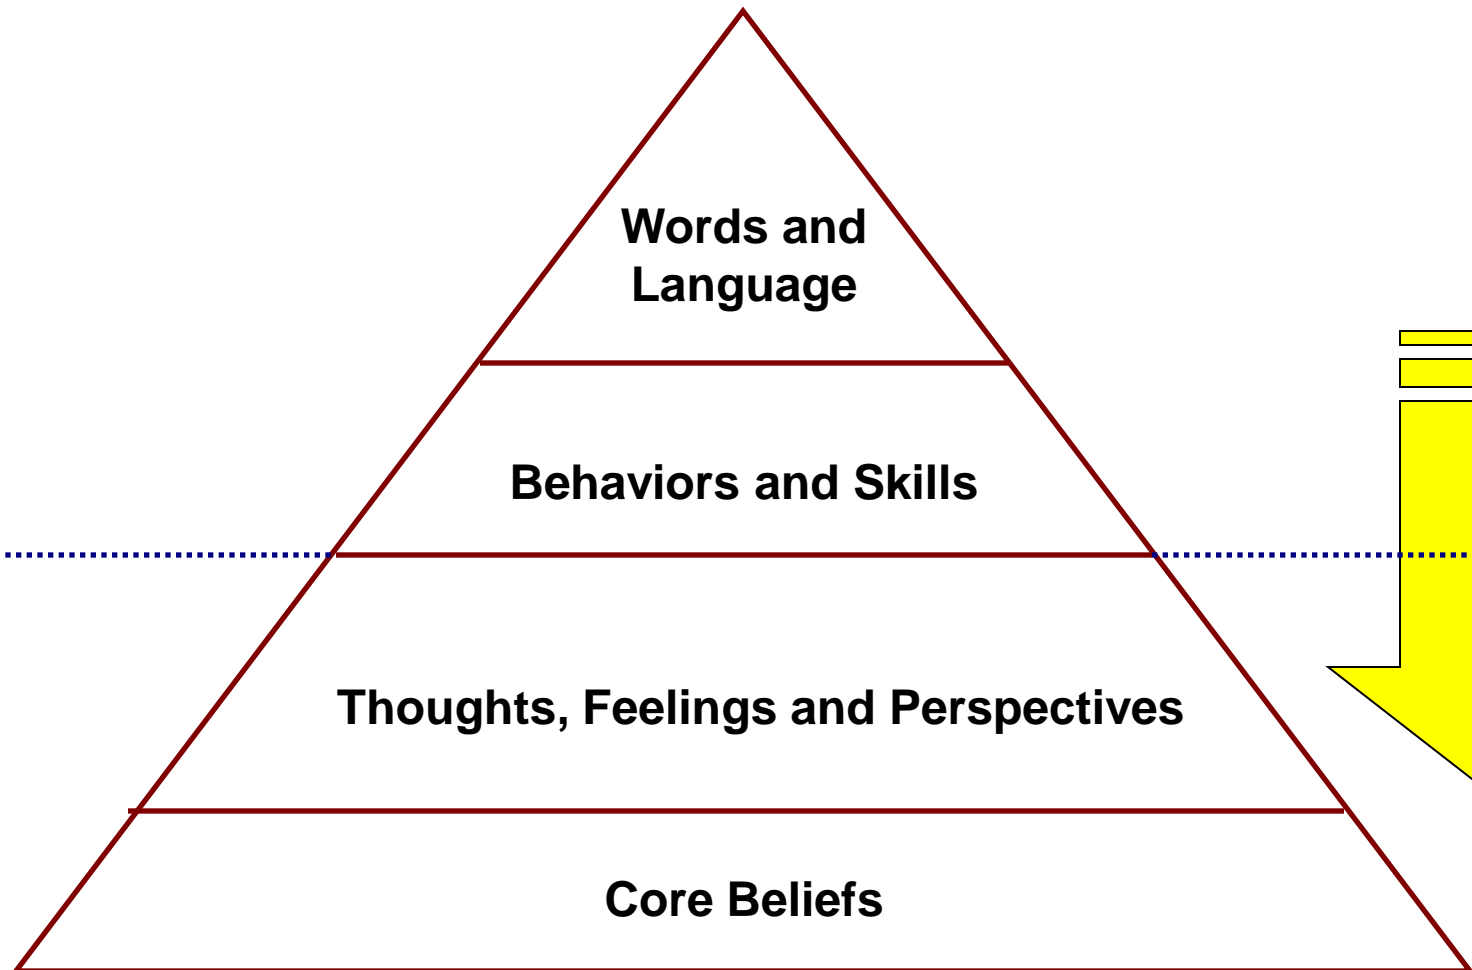 Words and
Language
Behaviors and Skills
Thoughts, Feelings and Perspectives
Core Beliefs